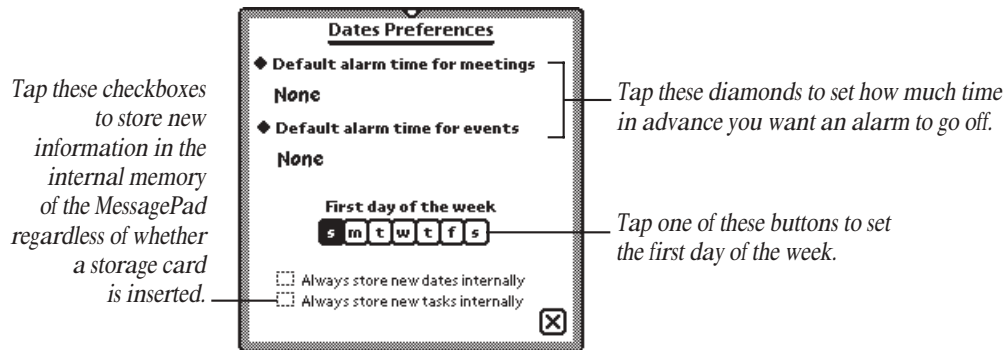 Dates Preferences
Default alarm time for meetings
None
Default alarm time for events
None
First day of the week
s m t w t f s
Always store new dates internally
Always store new tasks internally
Tap these checkboxes
to store new
information in the
internal memory
of the MessagePad
regardless of whether
a storage card
is inserted.
Tap these diamonds to set how much time
in advance you want an alarm to go off.
Tap one of these buttons to set
the first day of the week.